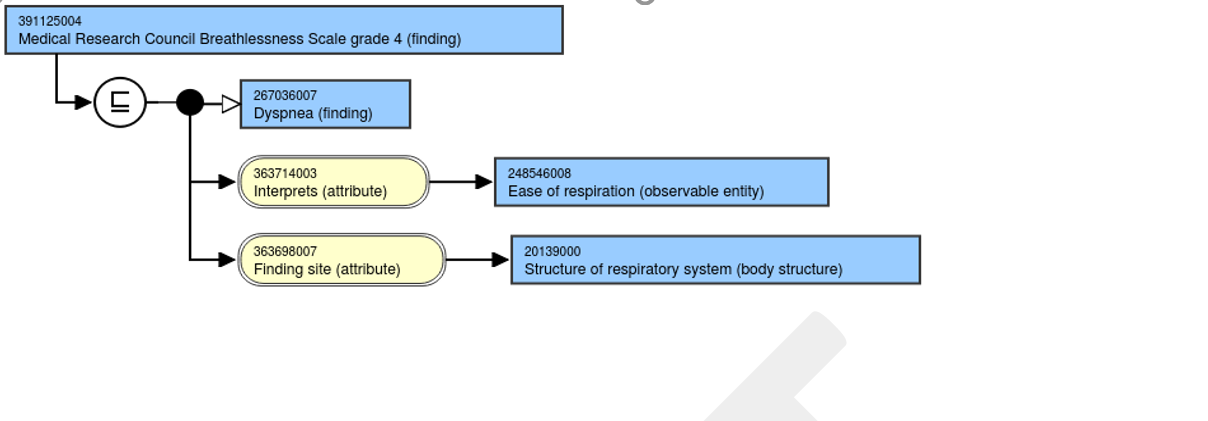 391125004
Medical Research Council Breathlessness Scale grade 4 (finding)
⊑
267036007
Dyspnea (finding)
363714003
Interprets (attribute)
248546008
Ease of respiration (observable entity)
363698007
Finding site (attribute)
20139000
Structure of respiratory system (body structure)